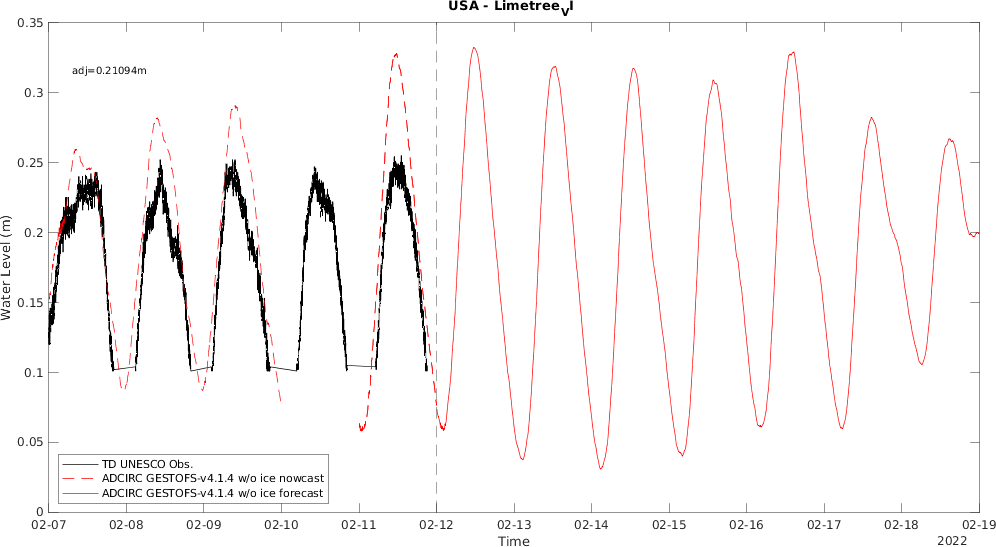 USA - LimetreeVI
0.35
adj=0.21094m
0.3
0.25
0.2
0.15
0.1
0.05
0
Water Level (m)
TD UNESCO Obs.
ADCIRC GESTOFS-v4.1.4 w/o ice nowcast
ADCIRC GESTOFS-v4.1.4 w/o ice forecast
02-07 02-08 02-09 02-10 02-11 02-12 02-13 02-14 02-15 02-16 02-17 02-18 02-19
Time
2022